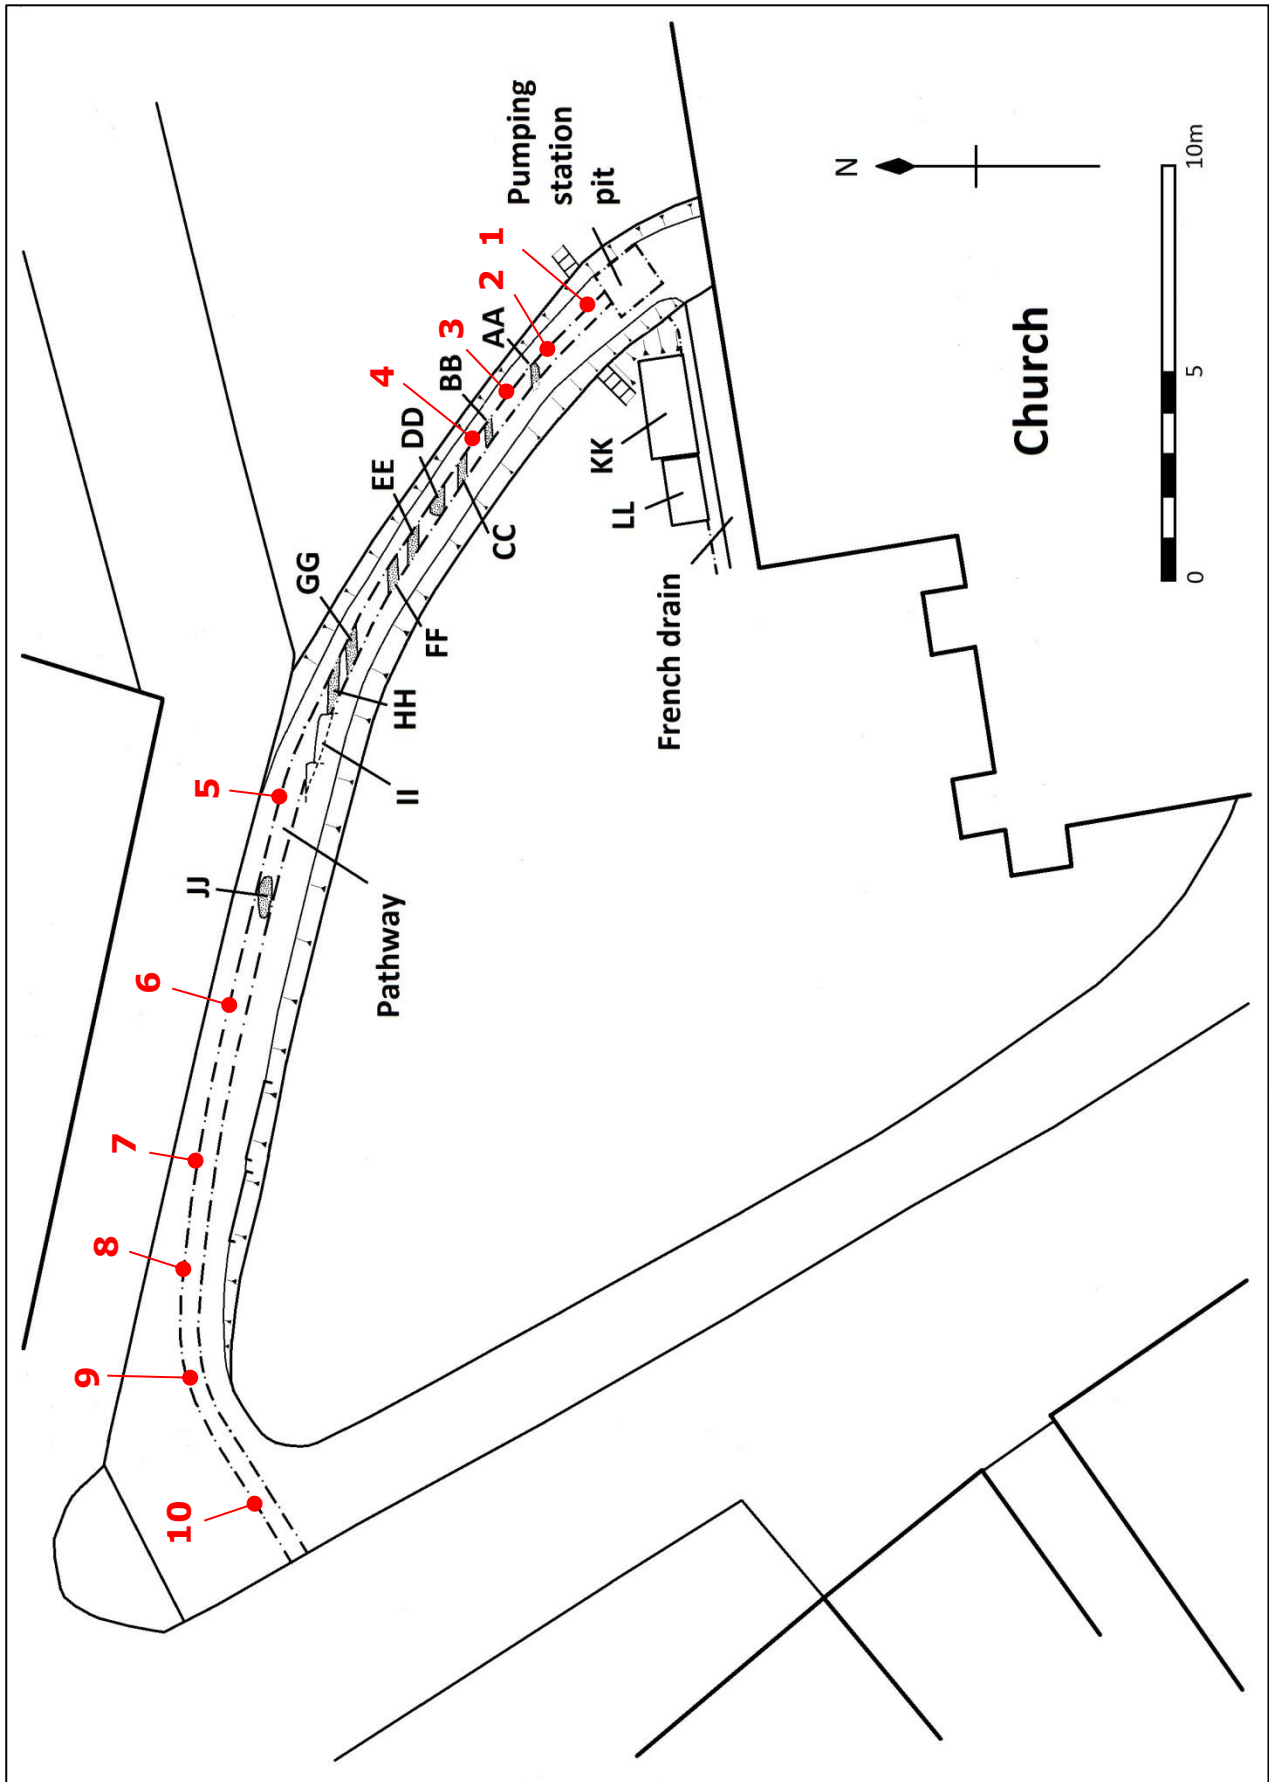 Pumping
station
pit
1
2
3
4
AA
BB
CC
DD
EE
FF
GG
HH
II
5
JJ
Pathway
6
7
8
9
10
KK
LL
French drain
Church
N
0
5
10m